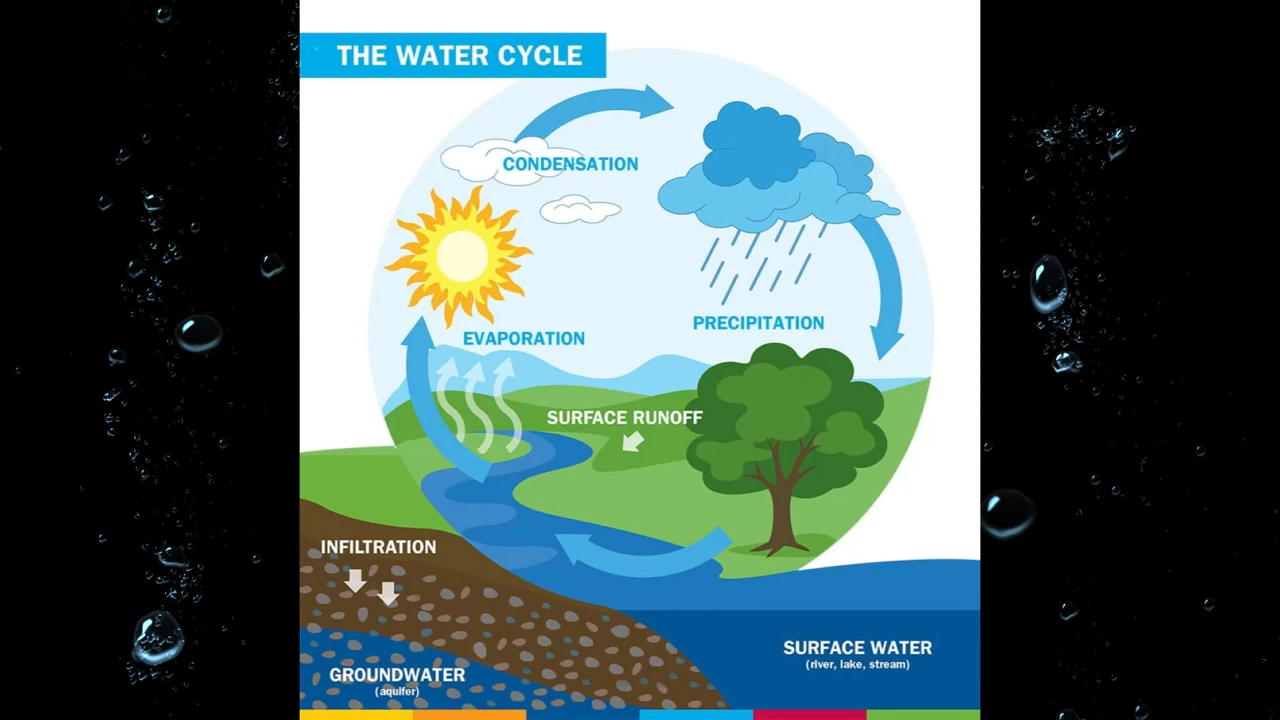 THE WATER CYCLE
CONDENSATION
PRECIPITATION
EVAPORATION
SURFACE RUNOFF
INFILTRATION
SURFACE WATER
(river, lake, stream)
GROUNDWATER
(aquifer)